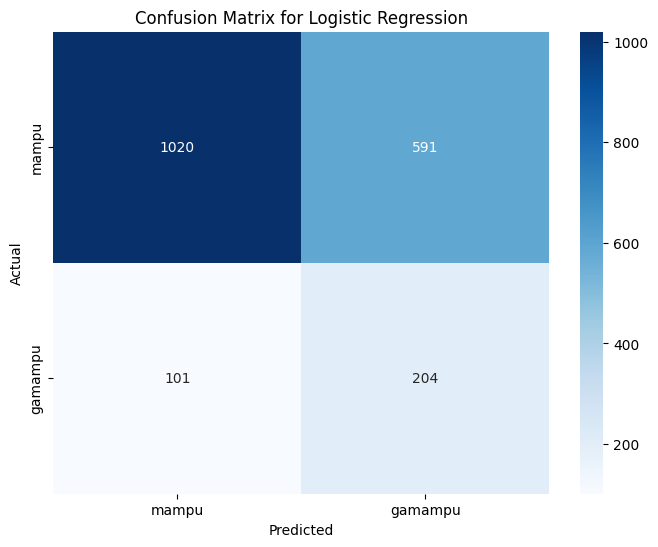 Confusion Matrix for Logistic Regression
Actual
mampu
gamampu
1020
591
101
204
mampu
gamampu
Predicted
1000
800
600
400
200